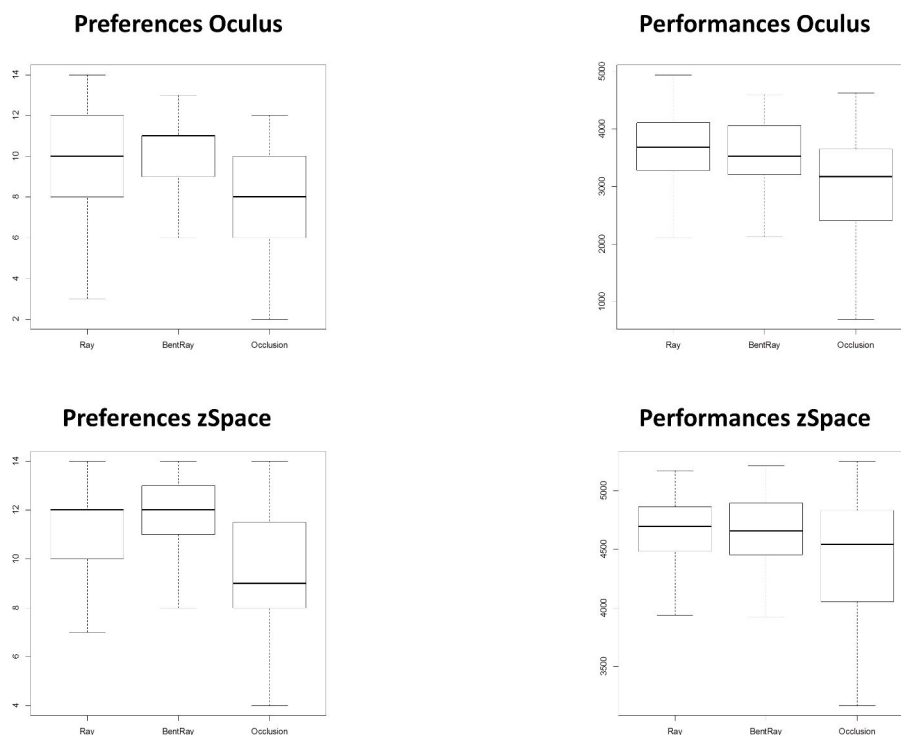 Preferences Oculus
14
12
10
8
6
4
2
Ray BentRay Occlusion
Performances Oculus
5000
4000
3000
2000
1000
Ray BentRay Occlusion
Preferences zSpace
14
12
10
8
6
4
Ray BentRay Occlusion
Performances zSpace
5000
4500
4000
3500
Ray BentRay Occlusion